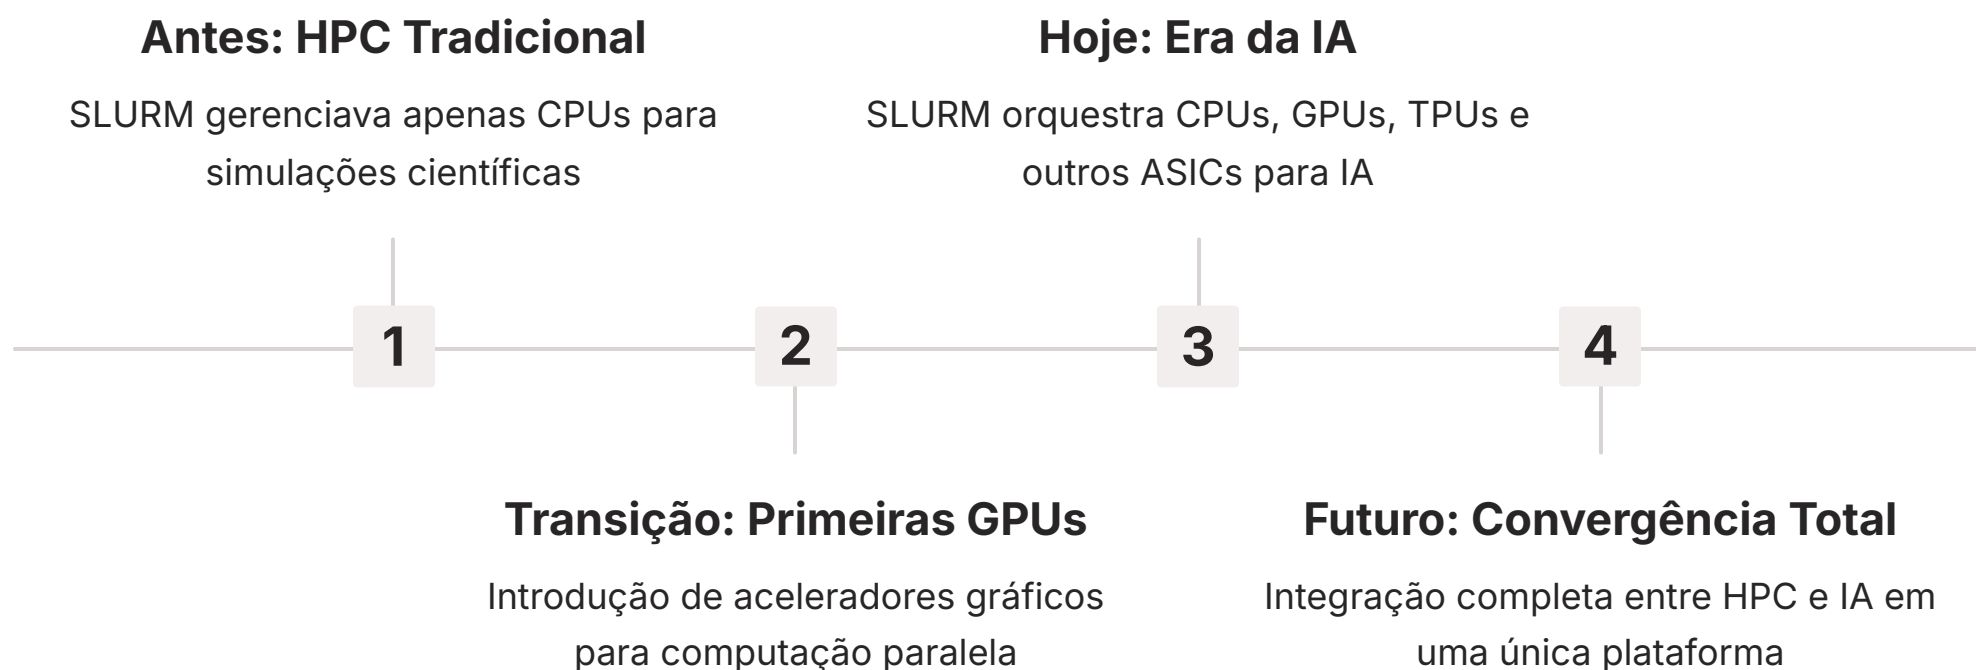 Antes: HPC Tradicional
SLURM gerenciava apenas CPUs para
simulações científicas
Hoje: Era da IA
SLURM orquestra CPUs, GPUs, TPUs e
outros ASICs para IA
1
2
3
4
Transição: Primeiras GPUs
Introdução de aceleradores gráficos
para computação paralela
Futuro: Convergência Total
Integração completa entre HPC e IA em
uma única plataforma